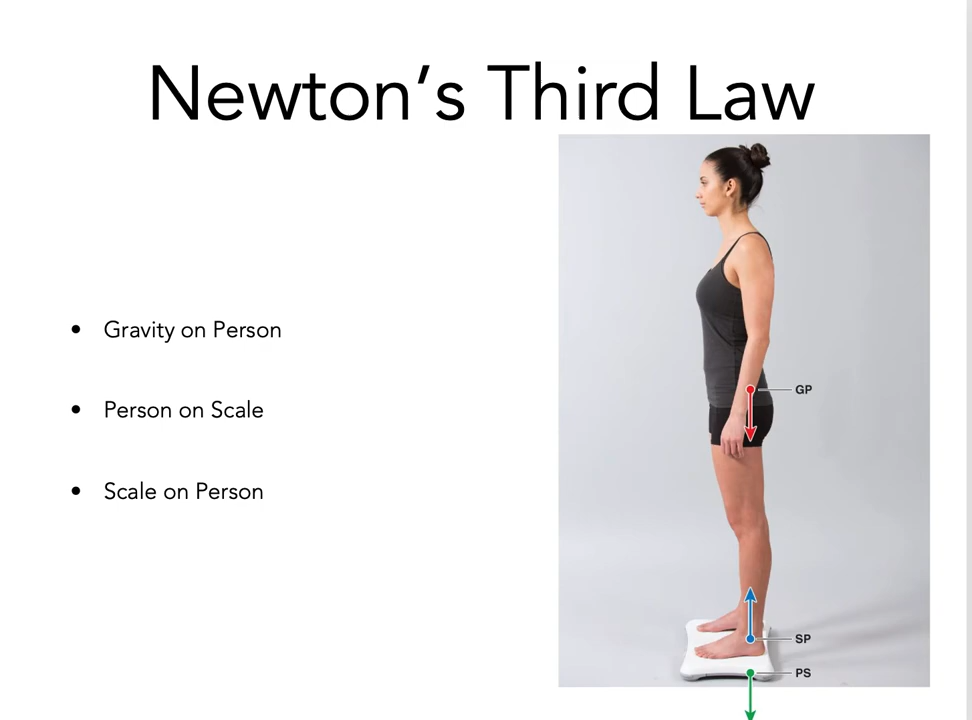 Newton’s Third Law
• Gravity on Person
• Person on Scale
• Scale on Person
GP
SP
PS